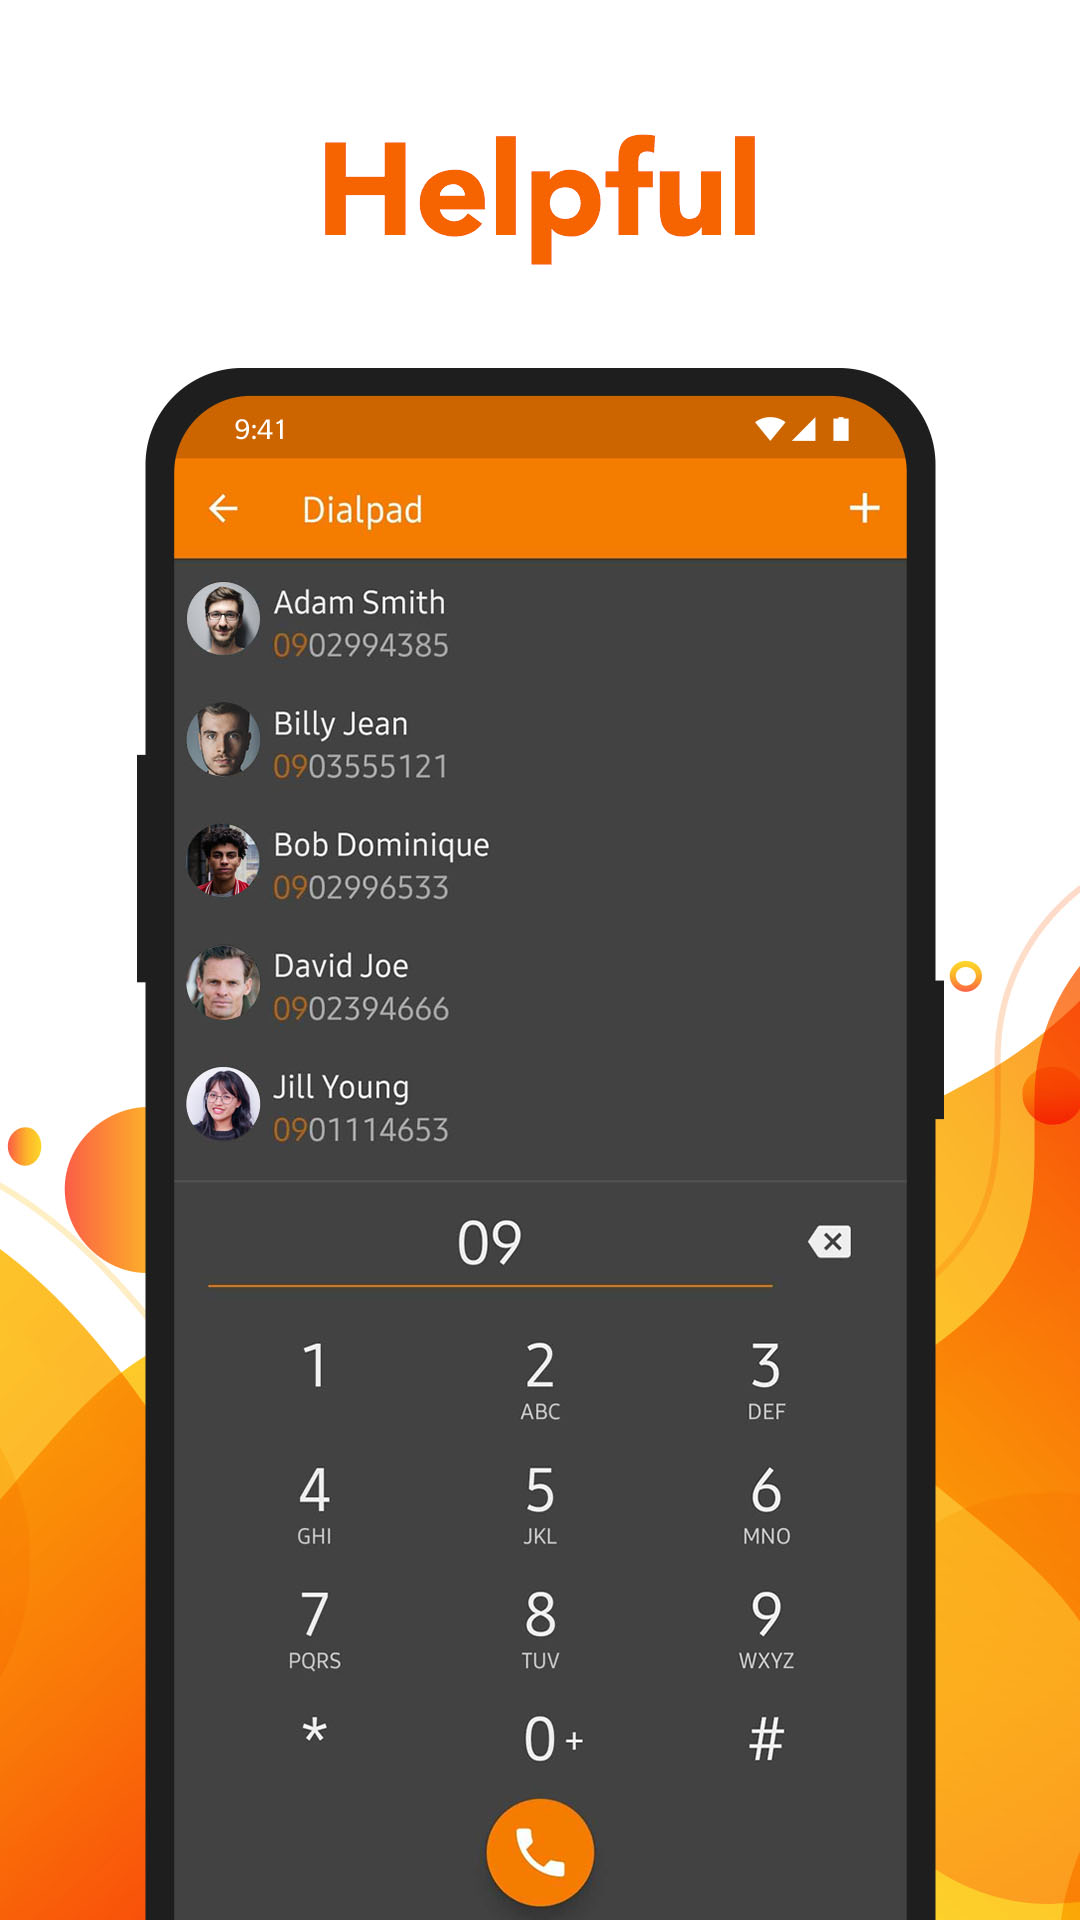 Helpful
9:41
Dialpad
Adam Smith
0902994385
Billy Jean
0903555121
Bob Dominique
0902996533
David Joe
0902394666
Jill Young
0901114653
09
1 2 3
ABC DEF
4 5 6
GHI JKL MNO
7 8 9
PQRS TUV WXYZ
* 0 + #